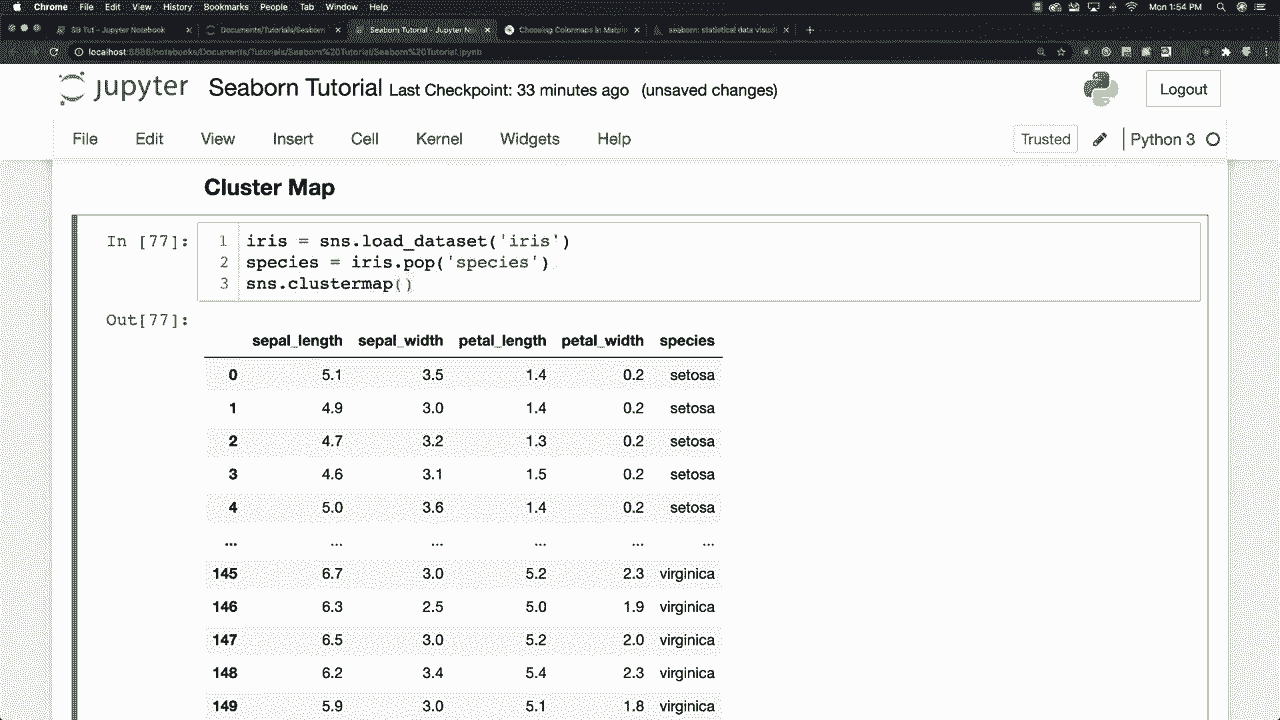 Chrome File Edit View History Bookmarks People Tab Window Help Mon 1:54 PM
SB Tut - Jupyter Notebook Documents/Tutorials/Seaborn Seaborn Tutorial - Jupyter No Choosing Colormaps in Matplo seaborn: statistical data visuali
localhost:8888/notebooks/Documents/Tutorials/Seaborn%20Tutorial/Seaborn%20Tutorial.ipynb
jupyter Seaborn Tutorial Last Checkpoint: 33 minutes ago (unsaved changes) Logout
File Edit View Insert Cell Kernel Widgets Help Trusted Python 3
Cluster Map
In [77]: 1 iris = sns.load_dataset('iris')
2 species = iris.pop('species')
3 sns.clustermap()
Out[77]:
sepal_length sepal_width petal_length petal_width species
0 5.1 3.5 1.4 0.2 setosa
1 4.9 3.0 1.4 0.2 setosa
2 4.7 3.2 1.3 0.2 setosa
3 4.6 3.1 1.5 0.2 setosa
4 5.0 3.6 1.4 0.2 setosa
... ... ... ... ... ...
145 6.7 3.0 5.2 2.3 virginica
146 6.3 2.5 5.0 1.9 virginica
147 6.5 3.0 5.2 2.0 virginica
148 6.2 3.4 5.4 2.3 virginica
149 5.9 3.0 5.1 1.8 virginica